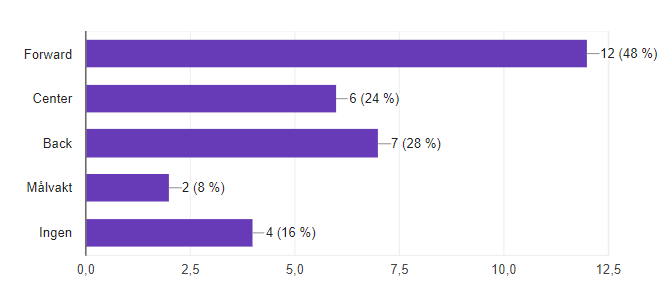 Forward 12 (48 %)
Center 6 (24 %)
Back 7 (28 %)
Målvakt 2 (8 %)
Ingen 4 (16 %)
0,0 2,5 5,0 7,5 10,0 12,5